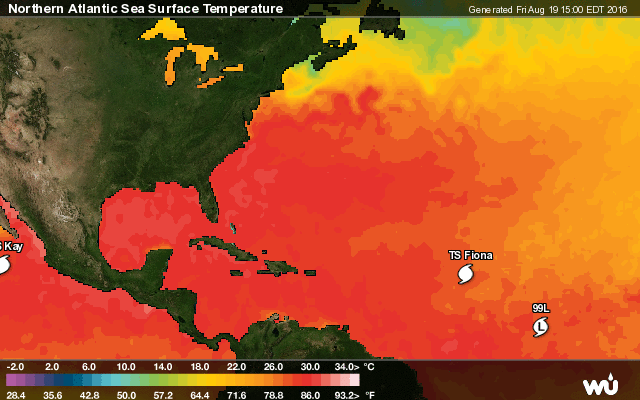 Northern Atlantic Sea Surface Temperature
Generated Fri Aug 19 15:00 EDT 2016
S Kay
TS Fiona
99L
L
-2.0 2.0 6.0 10.0 14.0 18.0 22.0 26.0 30.0 34.0> °C
28.4 35.6 42.8 50.0 57.2 64.4 71.6 78.8 86.0 93.2> °F
wu